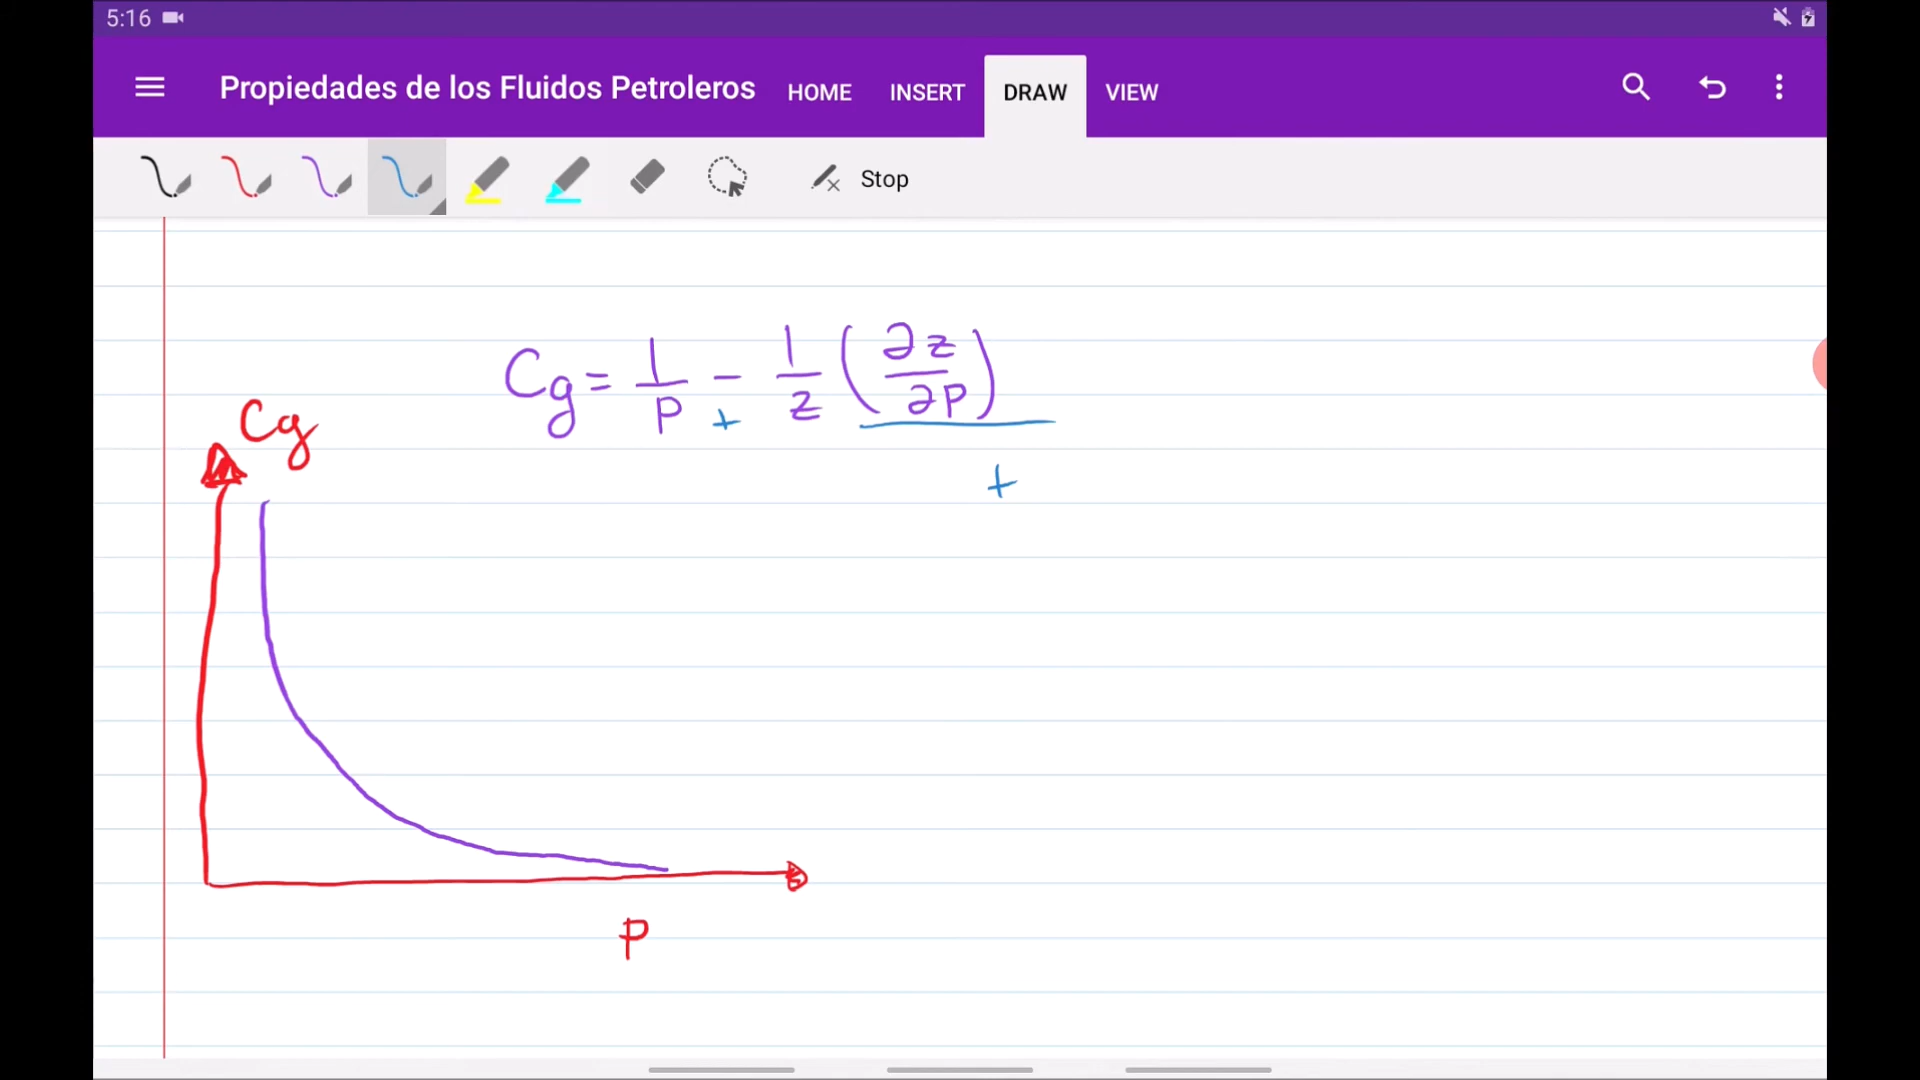 5:16
Propiedades de los Fluidos Petroleros HOME INSERT DRAW VIEW
Stop
Cg = 1/P - 1/z (∂z/∂P)
+
+
Cg
P